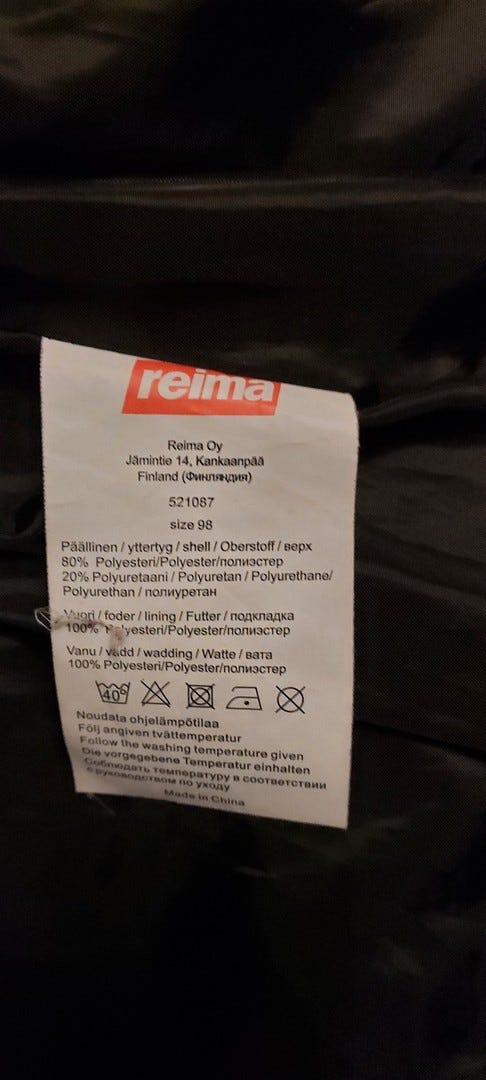 reima
Reima Oy
Jämintie 14, Kankaanpää
Finland (Финляндия)
521087
size 98
Päällinen / yttertyg / shell / Oberstoff / верх
80% Polyesteri/Polyester/полиэстер
20% Polyuretaani / Polyuretan / Polyurethane/
Polyurethan / полиуретан
Vuori / foder / lining / Futter / подкладка
100% Polyesteri/Polyester/полиэстер
Vanu / vadd / wadding / Watte / вата
100% Polyesteri/Polyester/полиэстер
40°
Noudata ohjelämpötilaa
Följ angiven tvättemperatur
Follow the washing temperature given
Die vorgegebene Temperatur einhalten
Соблюдать температуру в соответствии
с руководством по уходу
Made in China